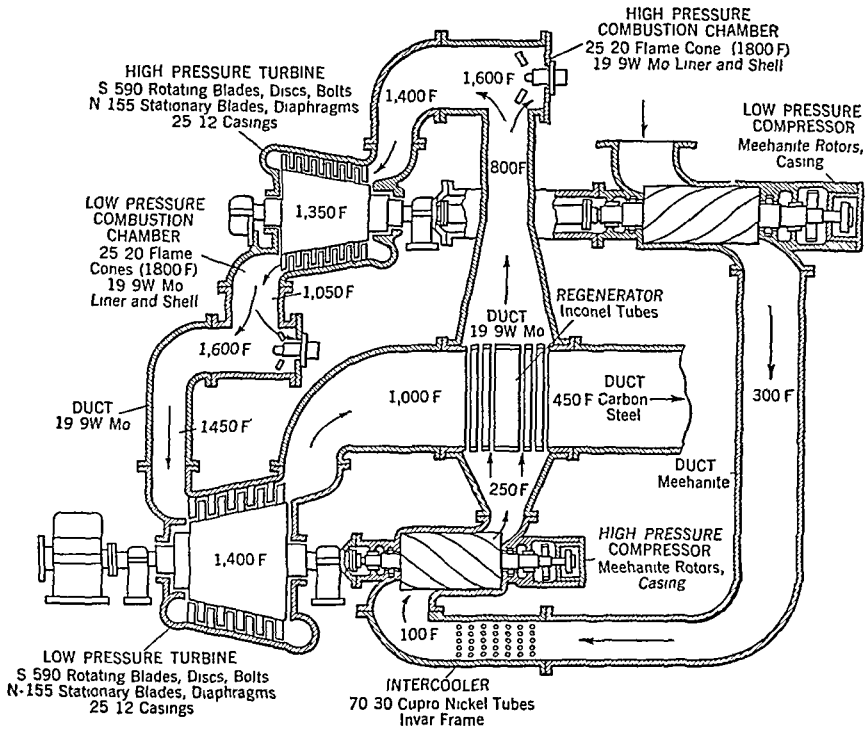 HIGH PRESSURE
COMBUSTION CHAMBER
25 20 Flame Cone (1800 F)
19 9W Mo Liner and Shell
HIGH PRESSURE TURBINE
S 590 Rotating Blades, Discs, Bolts
N 155 Stationary Blades, Diaphragms
25 12 Casings
1,600 F
1,400 F
LOW PRESSURE
COMPRESSOR
Meehanite Rotors,
Casing
800 F
LOW PRESSURE
COMBUSTION
CHAMBER
25 20 Flame
Cones (1800 F)
19 9W Mo
Liner and Shell
1,350 F
1,050 F
REGENERATOR
Inconel Tubes
DUCT
19 9W Mo
1,600 F
1,000 F
450 F
DUCT
Carbon
Steel
300 F
DUCT
19 9W Mo
1450 F
DUCT
Meehanite
250 F
1,400 F
HIGH PRESSURE
COMPRESSOR
Meehanite Rotors,
Casing
100 F
LOW PRESSURE TURBINE
S 590 Rotating Blades, Discs, Bolts
N-155 Stationary Blades, Diaphragms
25 12 Casings
INTERCOOLER
70 30 Cupro Nickel Tubes
Invar Frame